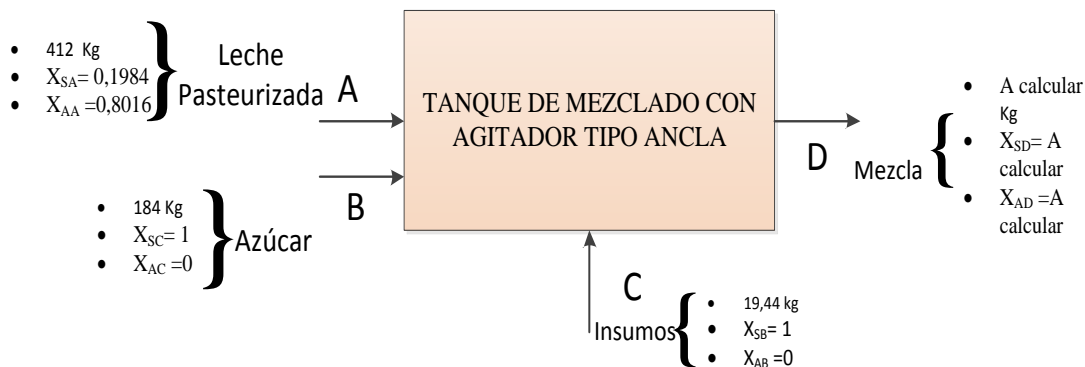 • 412 Kg
• XSA= 0,1984
• XAA =0,8016
Leche
Pasteurizada
A
TANQUE DE MEZCLADO CON
AGITADOR TIPO ANCLA
D
Mezcla
• A calcular
Kg
• XSD= A
calcular
• XAD =A
calcular
B
• 184 Kg
• XSC= 1
• XAC =0
Azúcar
C
Insumos
• 19,44 kg
• XSB= 1
• XAB =0